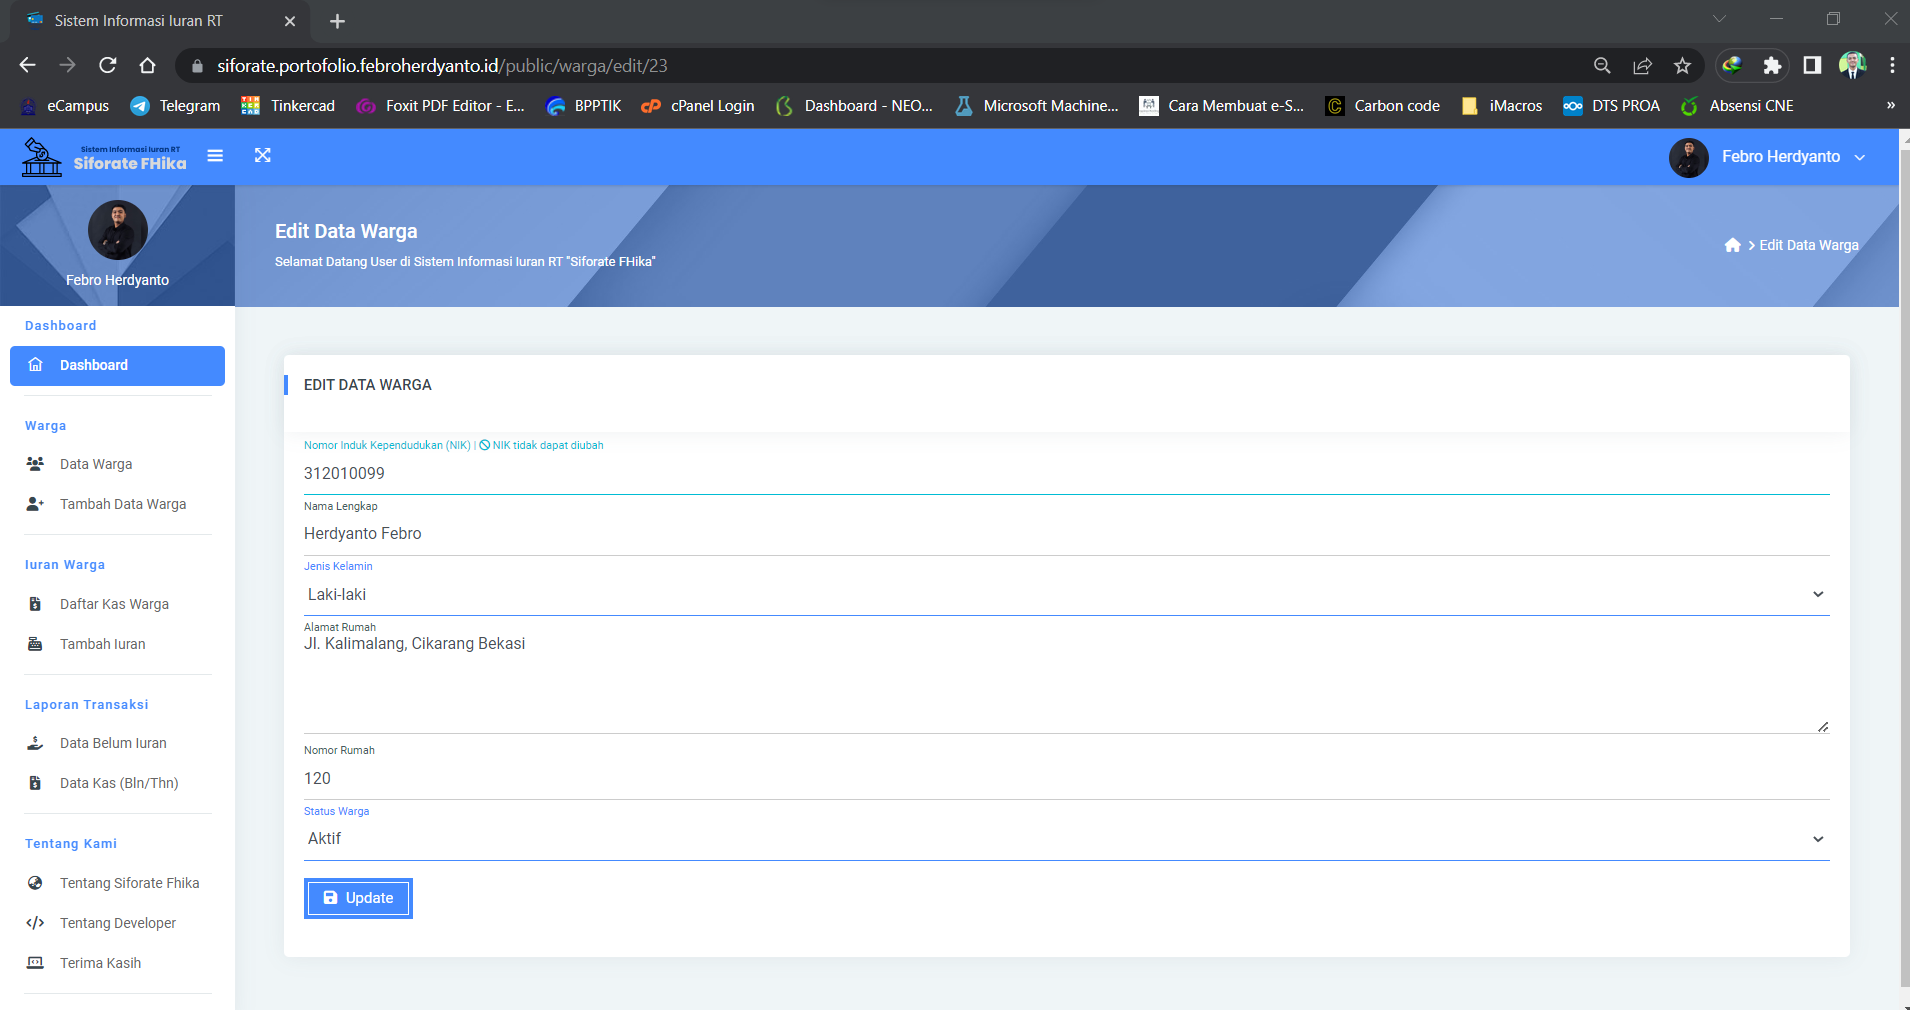 Sistem Informasi Iuran RT
siforate.portofolio.febroherdyanto.id/public/warga/edit/23
eCampus
Telegram
Tinkercad
Foxit PDF Editor - E...
BPPTIK
cPanel Login
Dashboard - NEO...
Microsoft Machine...
Cara Membuat e-S...
Carbon code
iMacros
DTS PROA
Absensi CNE
»
Sistem Informasi Iuran RT
Siforate FHika
Febro Herdyanto
Febro Herdyanto
Edit Data Warga
Selamat Datang User di Sistem Informasi Iuran RT "Siforate FHika"
Edit Data Warga
Dashboard
Dashboard
Warga
Data Warga
Tambah Data Warga
Iuran Warga
Daftar Kas Warga
Tambah Iuran
Laporan Transaksi
Data Belum Iuran
Data Kas (Bln/Thn)
Tentang Kami
Tentang Siforate Fhika
Tentang Developer
Terima Kasih
EDIT DATA WARGA
Nomor Induk Kependudukan (NIK) | NIK tidak dapat diubah
312010099
Nama Lengkap
Herdyanto Febro
Jenis Kelamin
Laki-laki
Alamat Rumah
Jl. Kalimalang, Cikarang Bekasi
Nomor Rumah
120
Status Warga
Aktif
Update